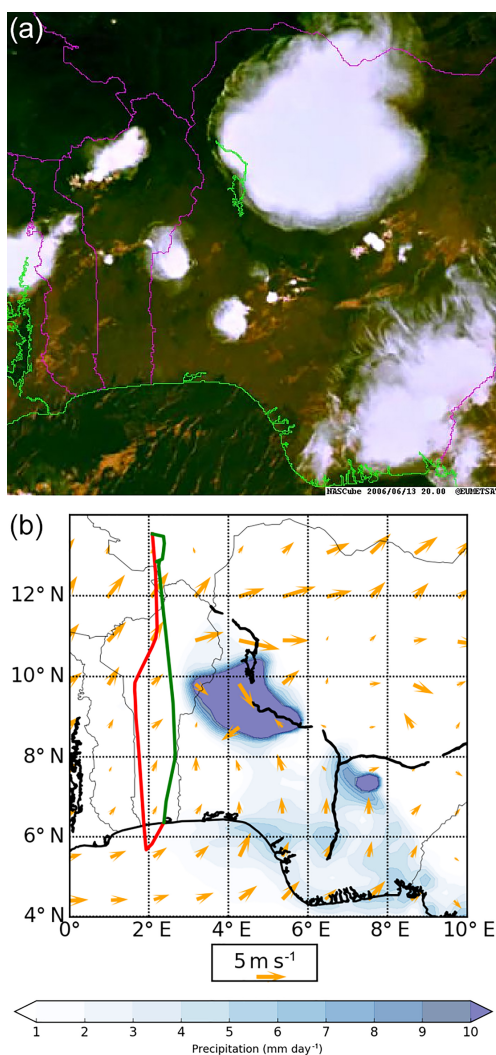 (a)
NASCube 2006/06/13 20.00 @EUMETSA
(b)
12° N
10° N
8° N
6° N
4° N
0° 2° E 4° E 6° E 8° E 10° E
5 m s⁻¹
1 2 3 4 5 6 7 8 9 10
Precipitation (mm day⁻¹)